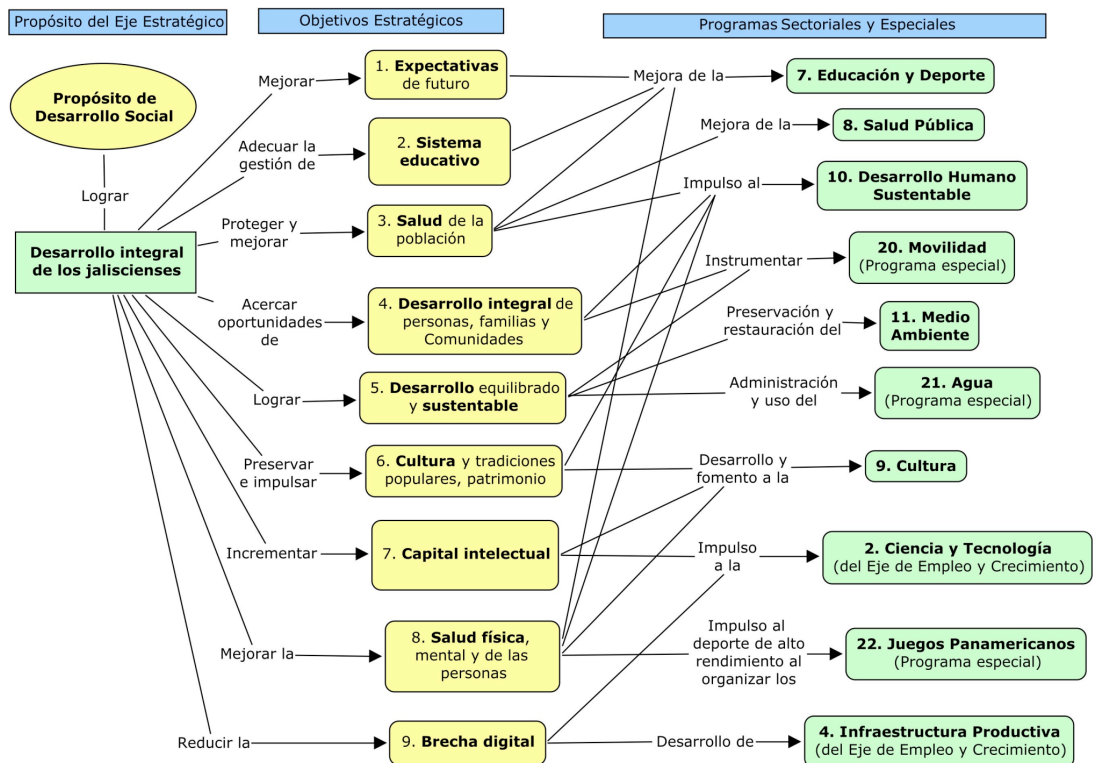 Propósito del Eje Estratégico
Objetivos Estratégicos
Programas Sectoriales y Especiales
Propósito de
Desarrollo Social
Lograr
Desarrollo integral
de los jaliscienses
Mejorar
1. Expectativas
de futuro
Mejora de la
7. Educación y Deporte
Adecuar la
gestión de
2. Sistema
educativo
Mejora de la
8. Salud Pública
Proteger y
mejorar
3. Salud de la
población
Impulso al
10. Desarrollo Humano
Sustentable
Acercar
oportunidades
de
4. Desarrollo integral de
personas, familias y
Comunidades
Instrumentar
20. Movilidad
(Programa especial)
Preservación y
restauración del
11. Medio
Ambiente
Lograr
5. Desarrollo equilibrado
y sustentable
Administración
y uso del
21. Agua
(Programa especial)
Preservar
e impulsar
6. Cultura y tradiciones
populares, patrimonio
Desarrollo y
fomento a la
9. Cultura
Incrementar
7. Capital intelectual
Impulso
a la
2. Ciencia y Tecnología
(del Eje de Empleo y Crecimiento)
Mejorar la
8. Salud física,
mental y de las
personas
Impulso al
deporte de alto
rendimiento al
organizar los
22. Juegos Panamericanos
(Programa especial)
Reducir la
9. Brecha digital
Desarrollo de
4. Infraestructura Productiva
(del Eje de Empleo y Crecimiento)